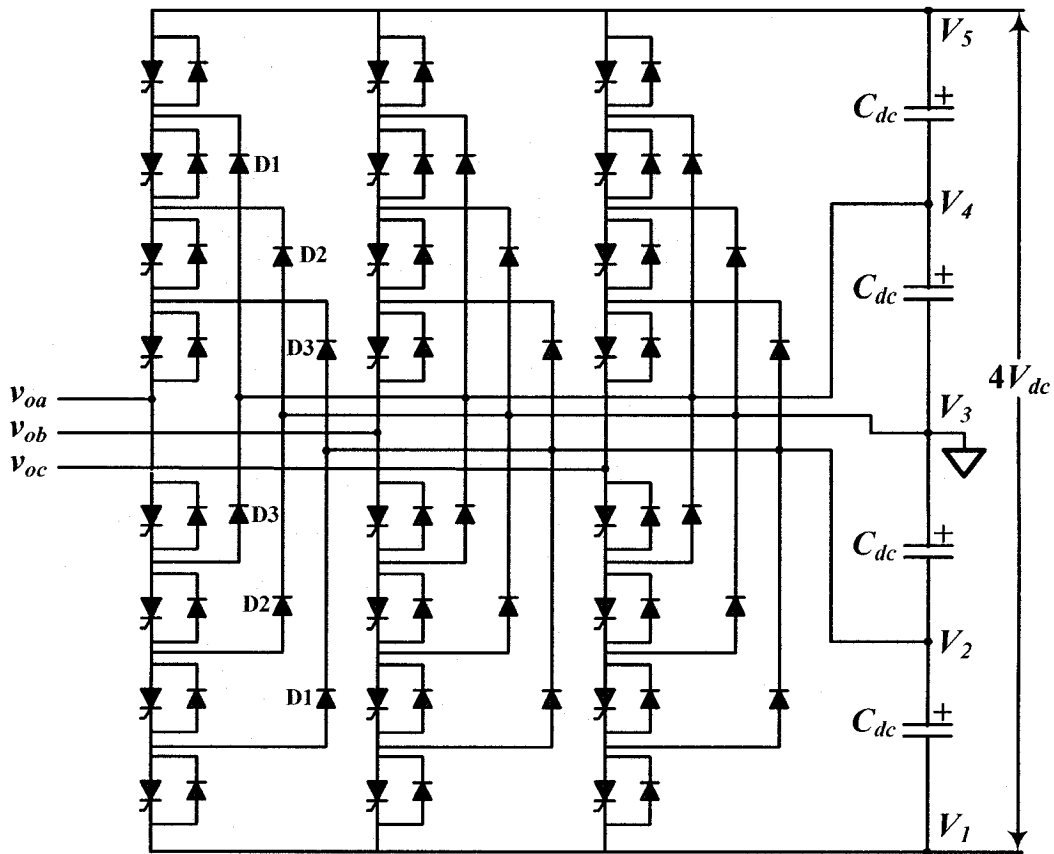 V5
+
Cdc
D1
V4
D2
+
Cdc
D3
4Vdc
voa
V3
vob
voc
D3
+
Cdc
D2
V2
D1
+
Cdc
V1